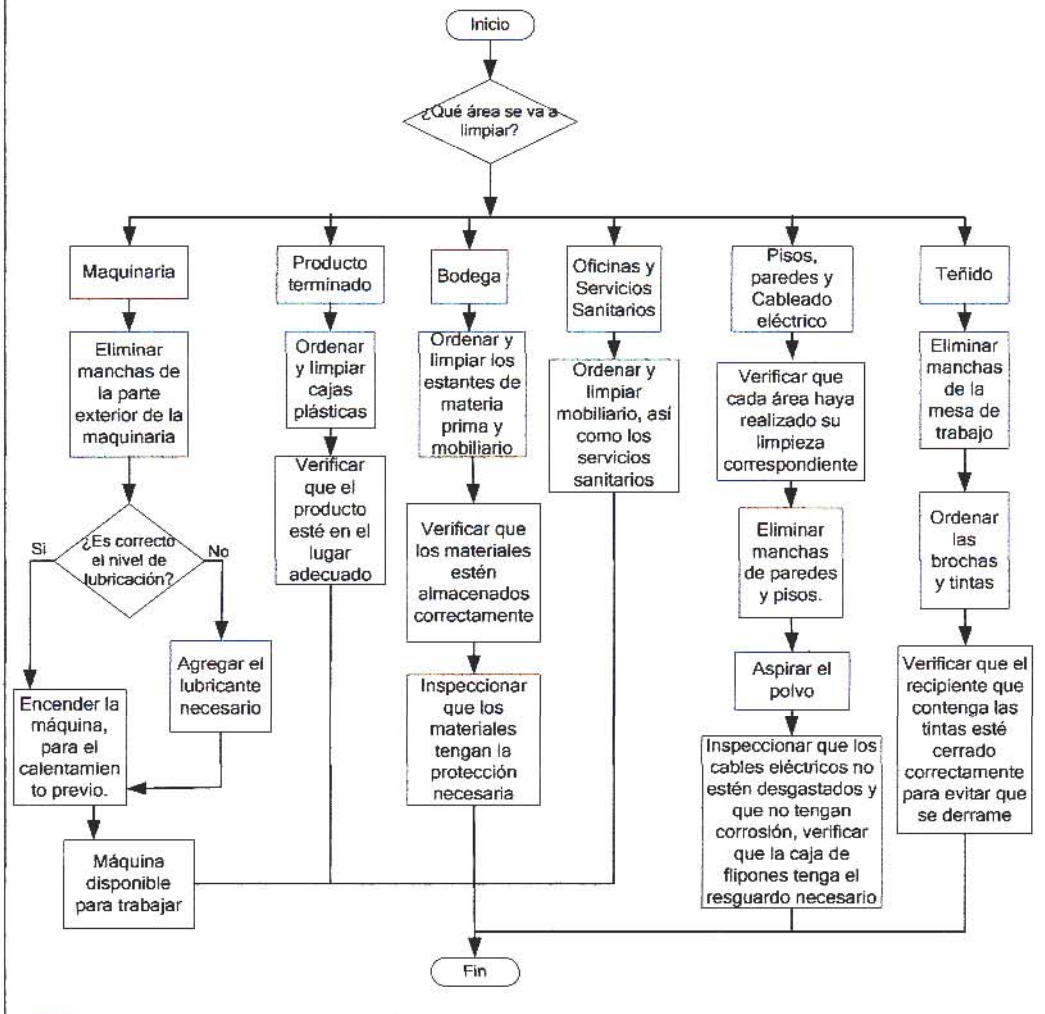 Inicio
¿Qué área se va a
limpiar?
Maquinaria
Eliminar
manchas de
la parte
exterior de la
maquinaria
¿Es correcto
el nivel de
lubricación?
Si
No
Agregar el
lubricante
necesario
Encender la
máquina,
para el
calentamien
to previo.
Máquina
disponible
para trabajar
Producto
terminado
Ordenar
y limpiar
cajas
plásticas
Verificar
que el
producto
esté en el
lugar
adecuado
Bodega
Ordenar y
limpiar los
estantes de
materia
prima y
mobiliario
Verificar que
los materiales
estén
almacenados
correctamente
Inspeccionar
que los
materiales
tengan la
protección
necesaria
Oficinas y
Servicios
Sanitarios
Ordenar y
limpiar
mobiliario, así
como los
servicios
sanitarios
Pisos,
paredes y
Cableado
eléctrico
Verificar que
cada área haya
realizado su
limpieza
correspondiente
Eliminar
manchas
de paredes
y pisos.
Aspirar el
polvo
Inspeccionar que los
cables eléctricos no
estén desgastados y
que no tengan
corrosión, verificar
que la caja de
flipones tenga el
resguardo necesario
Teñido
Eliminar
manchas
de la
mesa de
trabajo
Ordenar
las
brochas
y tintas
Verificar que el
recipiente que
contenga las
tintas esté
cerrado
correctamente
para evitar que
se derrame
Fin